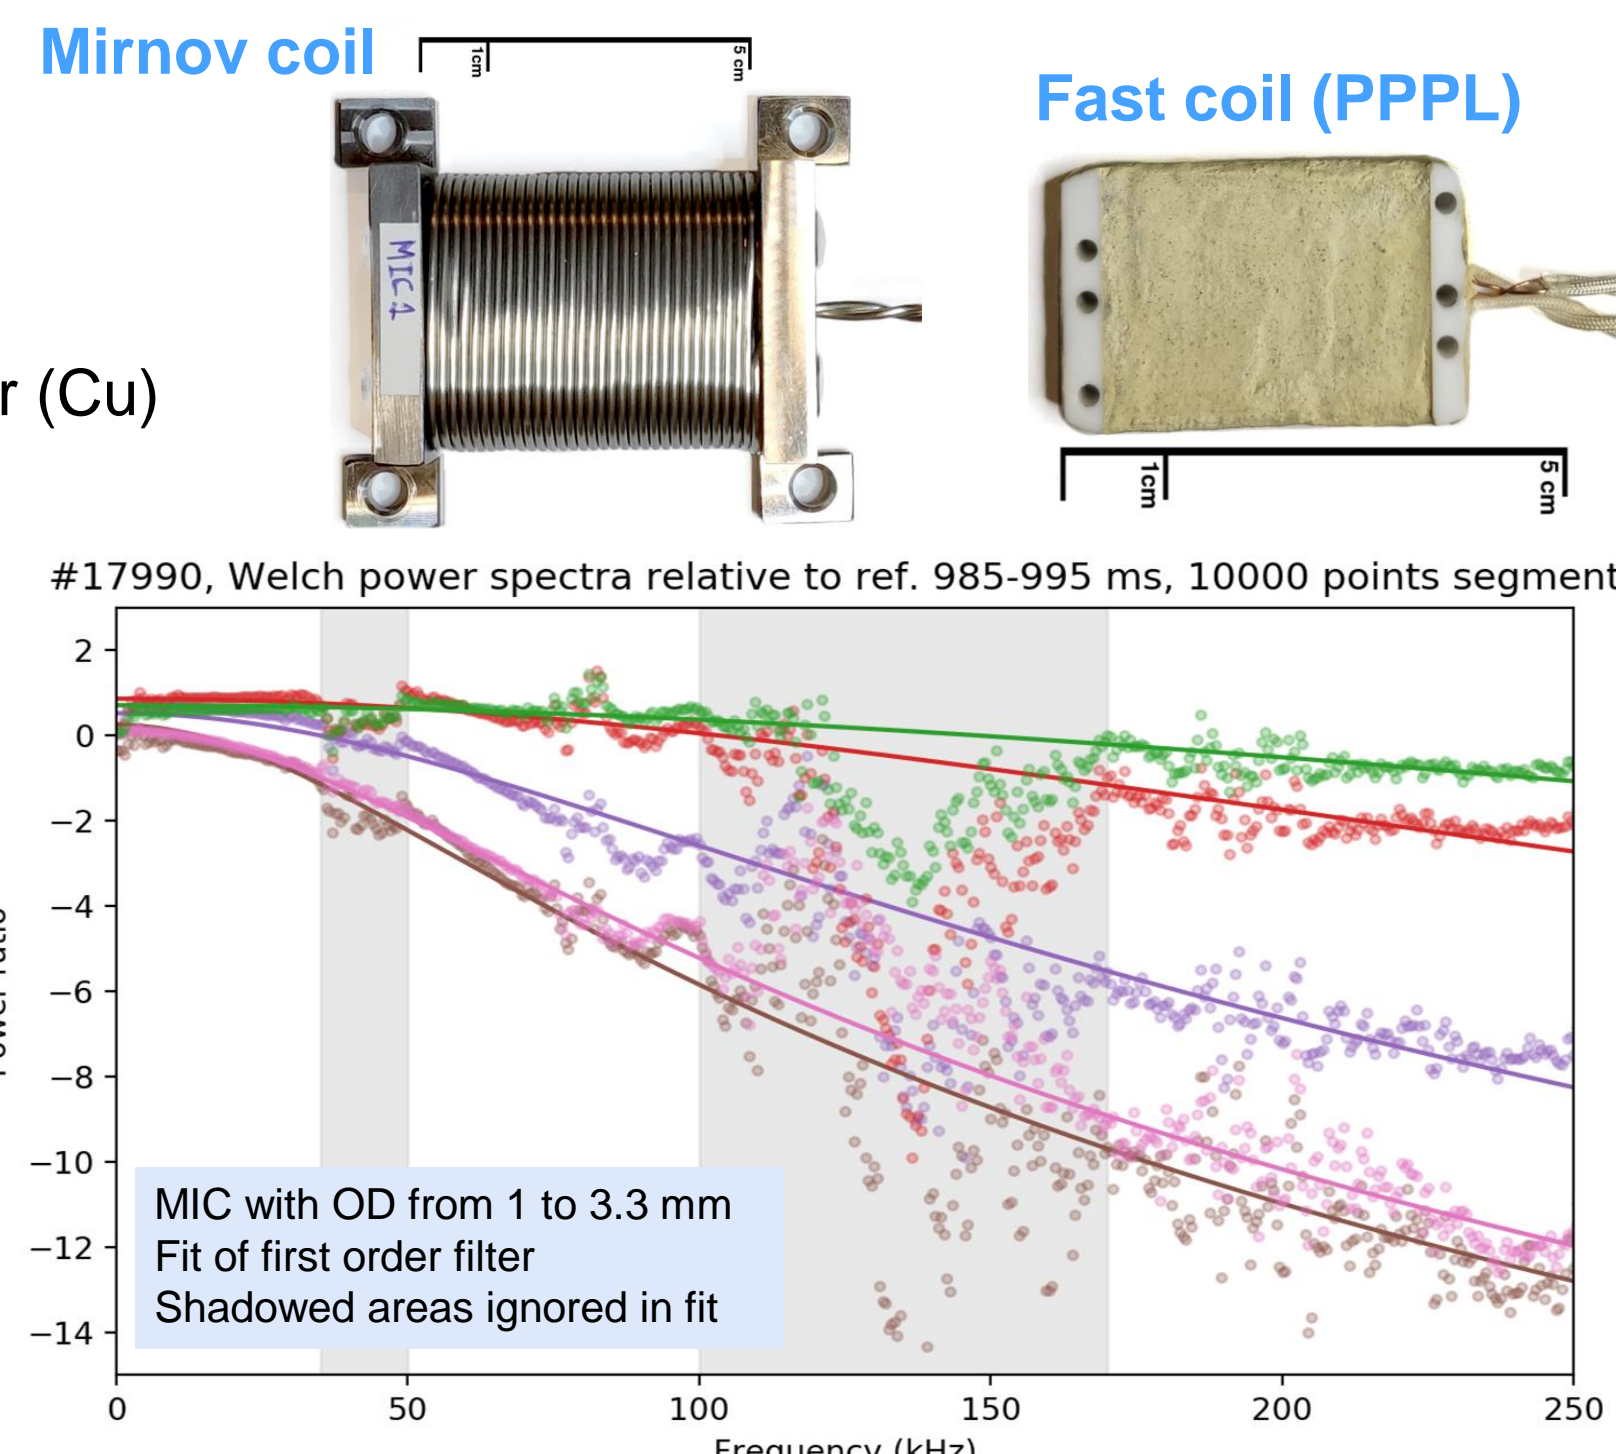 Mirnov coil
1cm
5 cm
Fast coil (PPPL)
MIC 1
(Cu)
1cm
5 cm
#17990, Welch power spectra relative to ref. 985-995 ms, 10000 points segment
2
0
−2
−4
−6
−8
−10
−12
−14
MIC with OD from 1 to 3.3 mm
Fit of first order filter
Shadowed areas ignored in fit
0
50
100
150
200
250
Frequency (kHz)